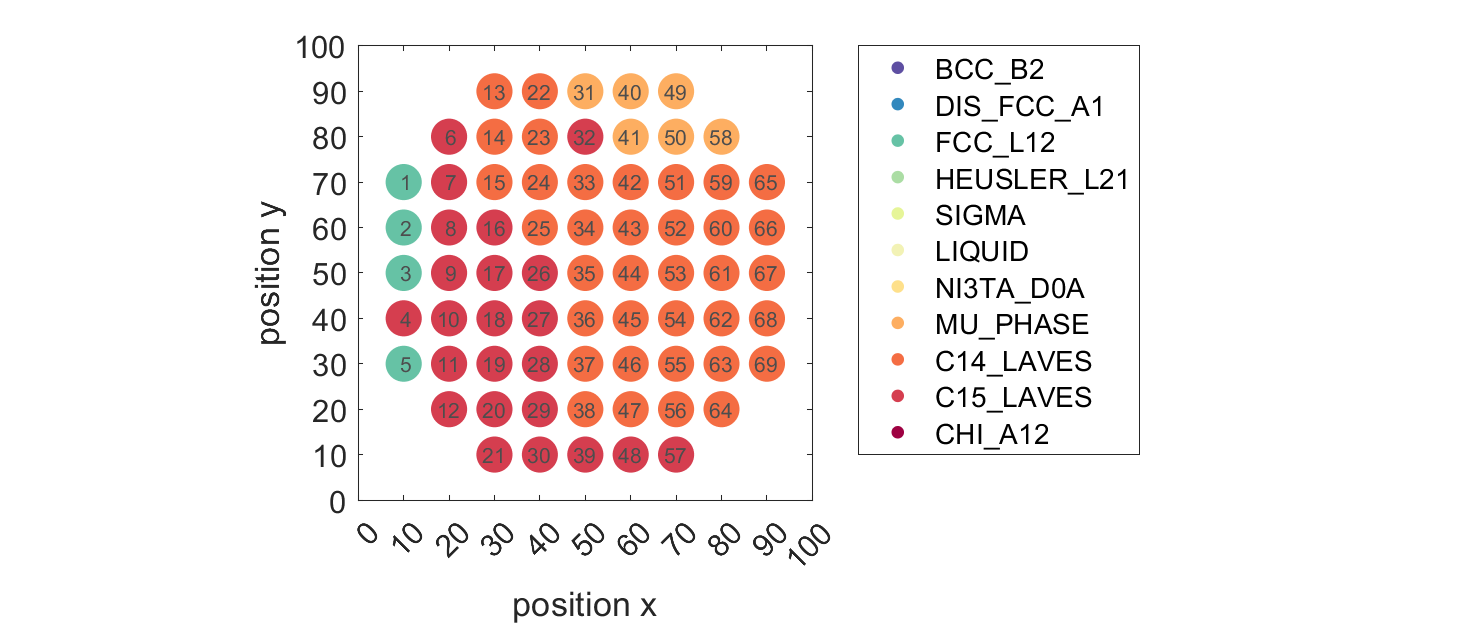 100
90
80
70
60
50
40
30
20
10
0
position y
13 22 31 40 49
6 14 23 32 41 50 58
1 7 15 24 33 42 51 59 65
2 8 16 25 34 43 52 60 66
3 9 17 26 35 44 53 61 67
4 10 18 27 36 45 54 62 68
5 11 19 28 37 46 55 63 69
12 20 29 38 47 56 64
21 30 39 48 57
0 10 20 30 40 50 60 70 80 90 100
position x
BCC_B2
DIS_FCC_A1
FCC_L12
HEUSLER_L21
SIGMA
LIQUID
NI3TA_D0A
MU_PHASE
C14_LAVES
C15_LAVES
CHI_A12